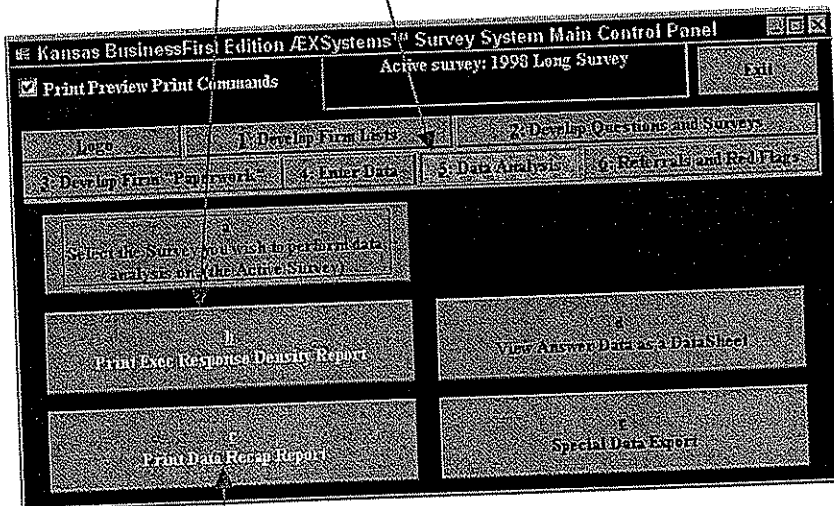 Kansas BusinessFirst Edition ÆXSystems™ Survey System Main Control Panel
Print Preview Print Commands
Active survey: 1998 Long Survey
Exit
Logo
1: Develop Firm Lists
2: Develop Questions and Surveys
3: Develop Firm "Paperwork"
4: Enter Data
5: Data Analysis
6: Referrals and Red Flags
a
Select the Survey you wish to perform data
analysis on (the Active Survey)
b
Print Exec Response Density Report
View Answer Data as a DataSheet
c
Print Data Recap Report
Special Data Export